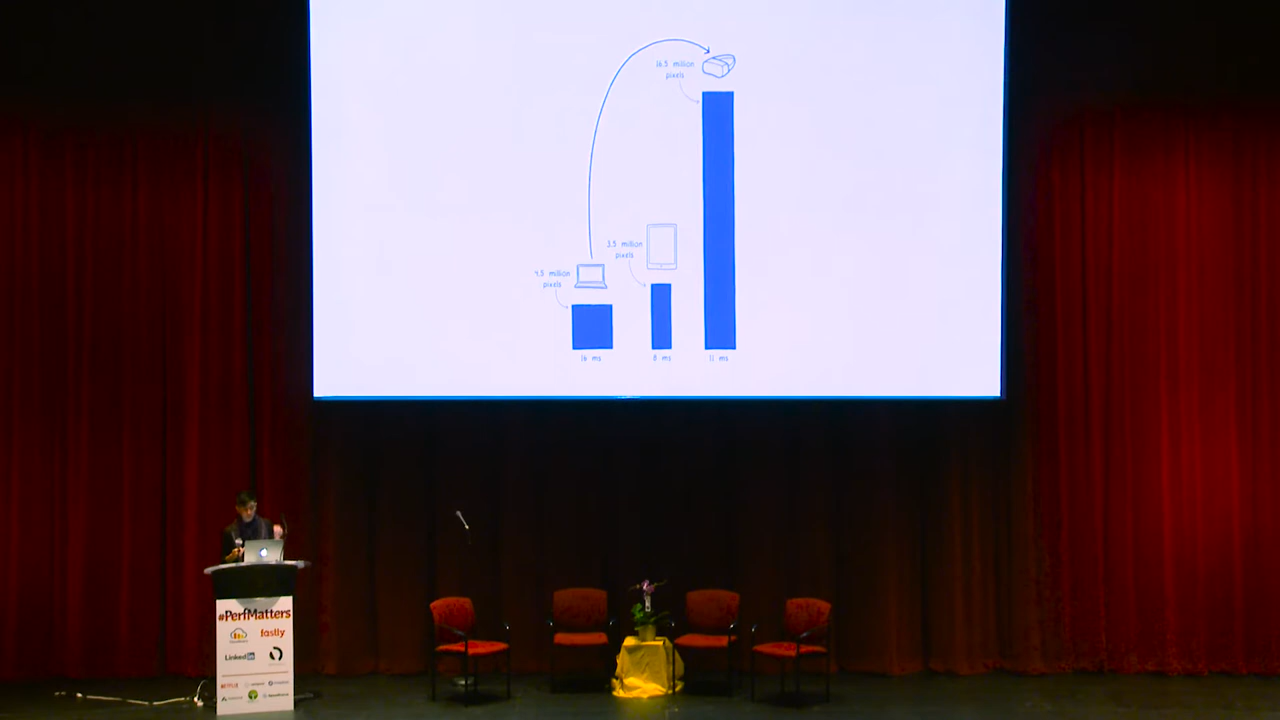 16.5 million
pixels
3.5 million
pixels
4.5 million
pixels
16 ms
8 ms
11 ms
#PerfMatters
fastly
LinkedIn
NETFLIX